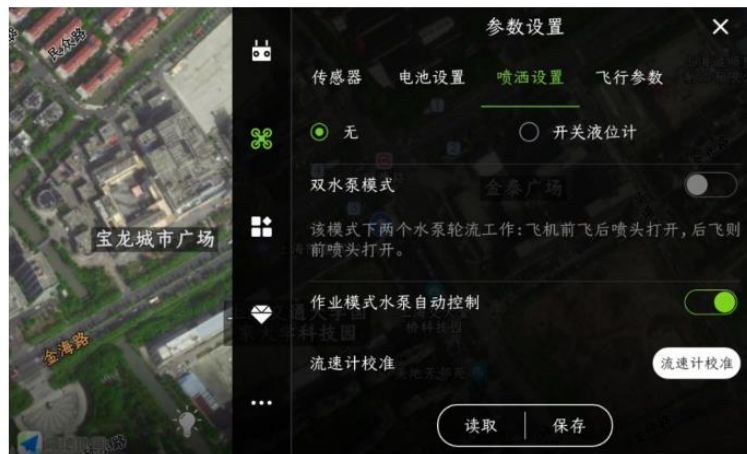 参数设置
传感器 电池设置 喷洒设置 飞行参数
无 开关液位计
双水泵模式
该模式下两个水泵轮流工作:飞机前飞后喷头打开,后飞则
前喷头打开。
作业模式水泵自动控制
流速计校准 流速计校准
读取 保存
民众路
宝龙城市广场
金海路
金泰广场